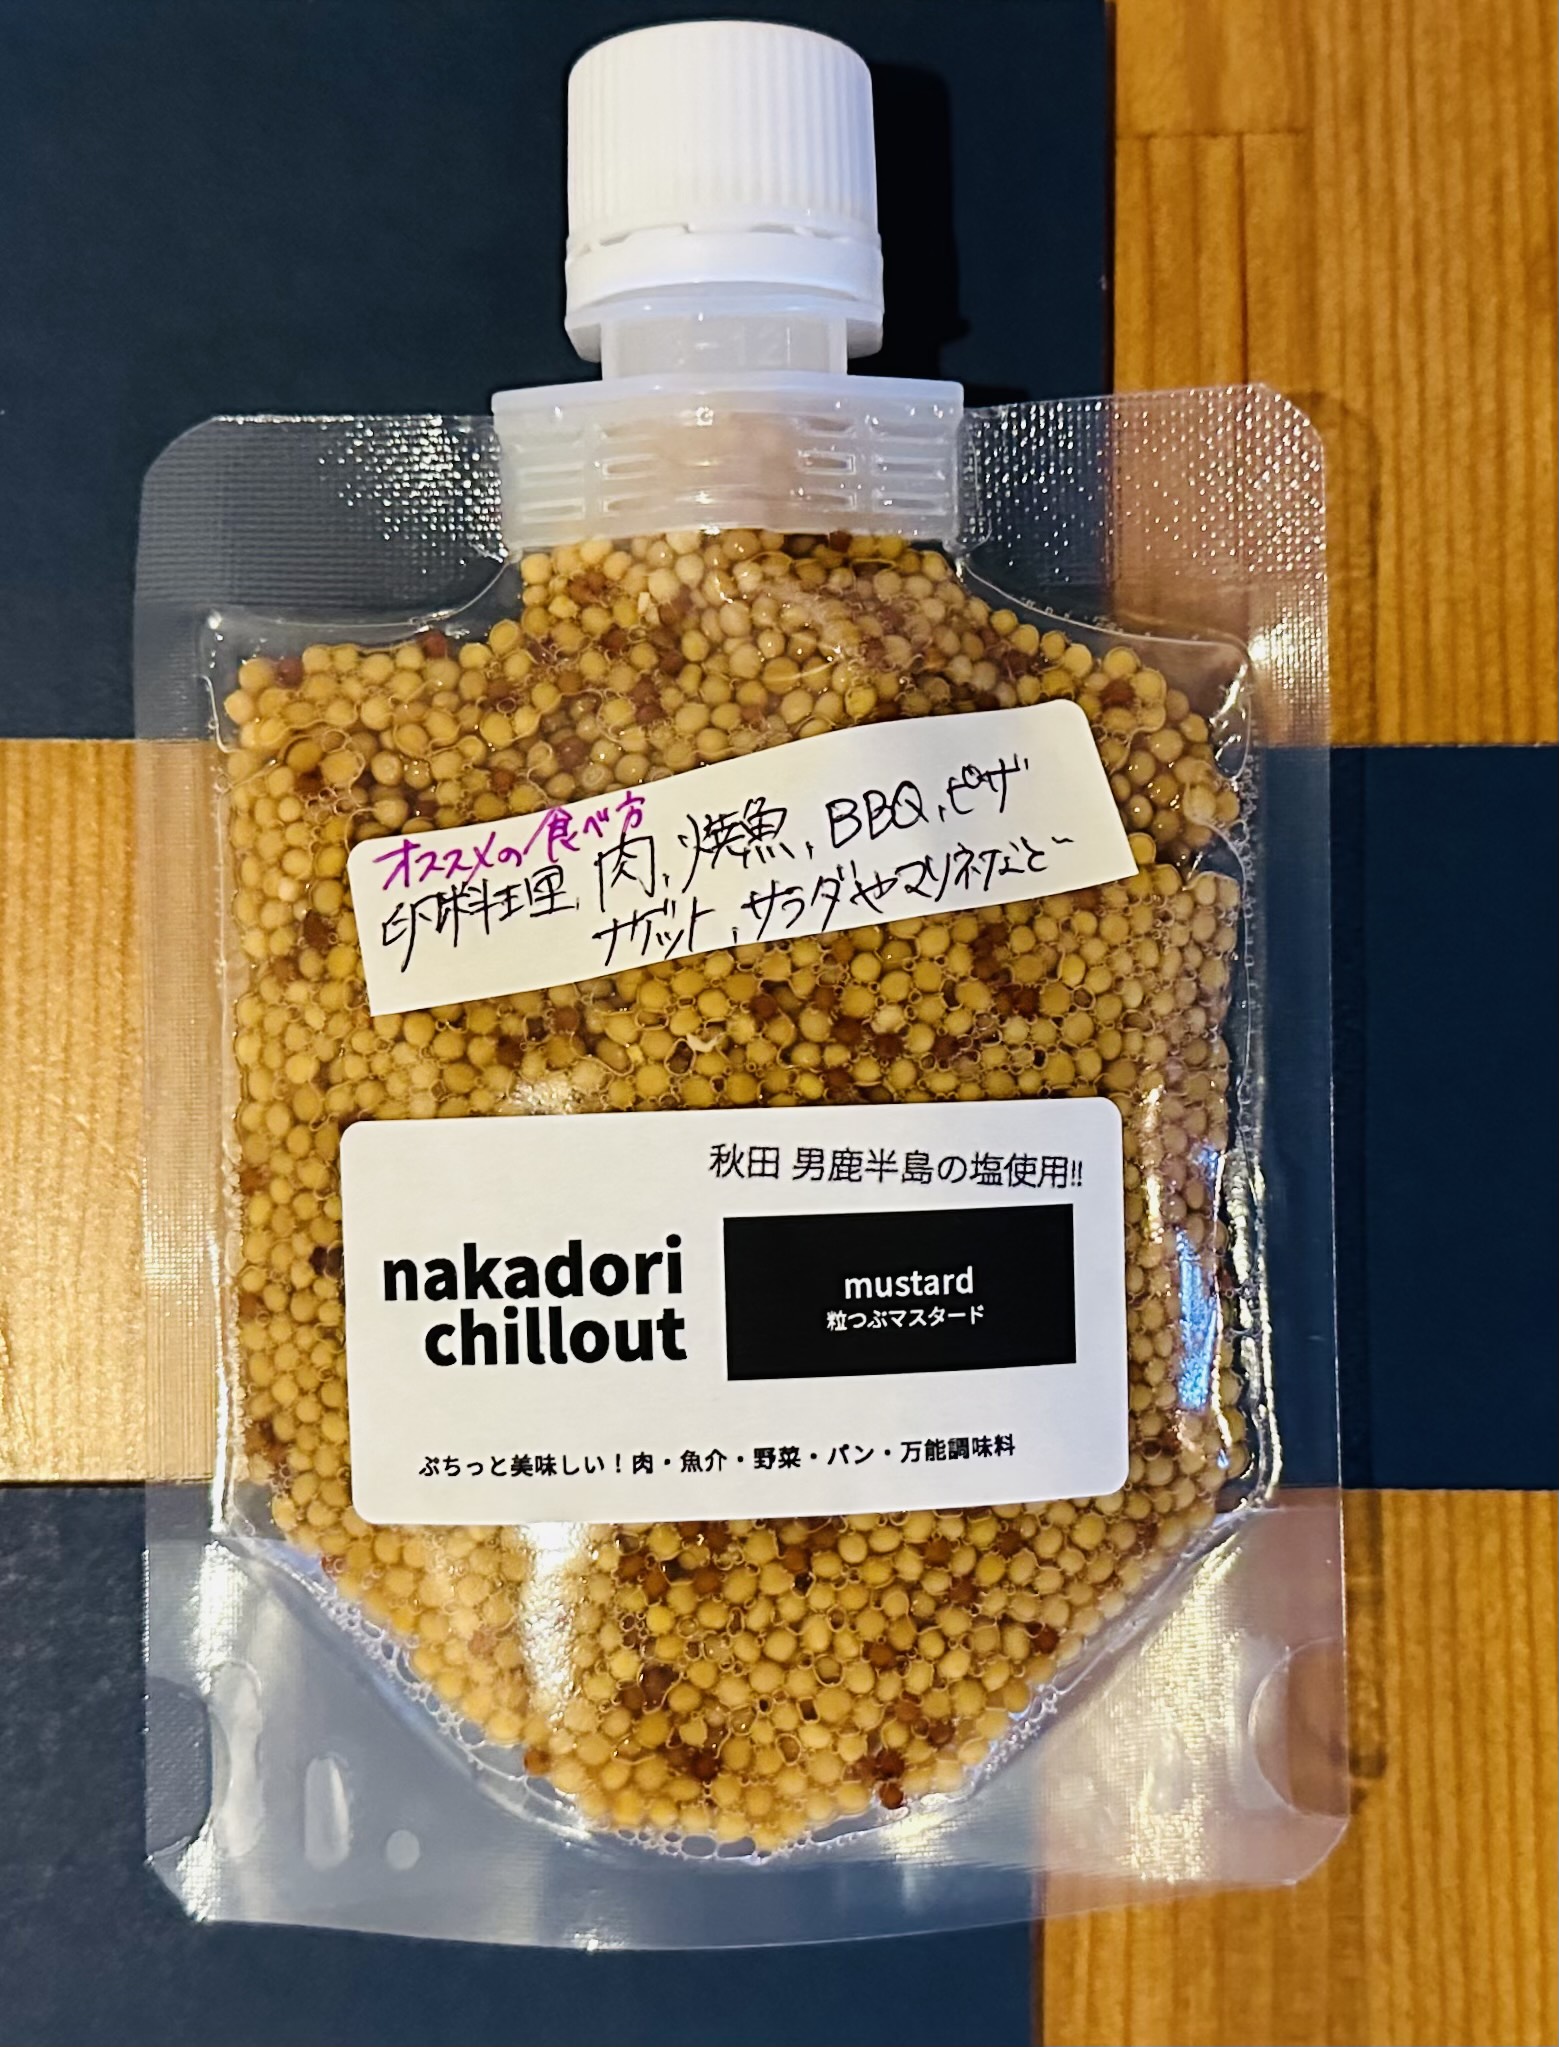 オススメの食べ方
卵料理, 肉, 焼魚, BBQ, ピザ
ナゲット, サラダやマリネなど
秋田 男鹿半島の塩使用!!
nakadori
chillout
mustard
粒つぶマスタード
ぷちっと美味しい！肉・魚介・野菜・パン・万能調味料